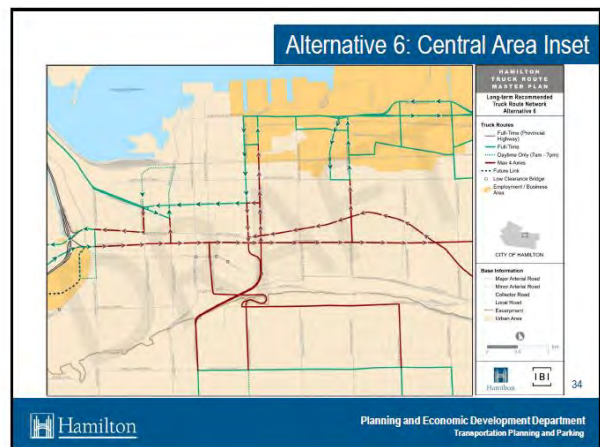 Alternative 6: Central Area Inset
HAMILTON
TRUCK ROUTE
MASTER PLAN
Long-term Recommended
Truck Route Network
Alternative 6
Truck Routes
Full-Time (Provincial
Highway)
Full-Time
Daytime Only (7am - 7pm)
Max 4 Axles
Future Link
Low Clearance Bridge
Employment / Business
Area
CITY OF HAMILTON
Base Information
Major Arterial Road
Minor Arterial Road
Collector Road
Local Road
Escarpment
Urban Area
Hamilton
IBI
34
Hamilton
Planning and Economic Development Department
Transportation Planning and Parking